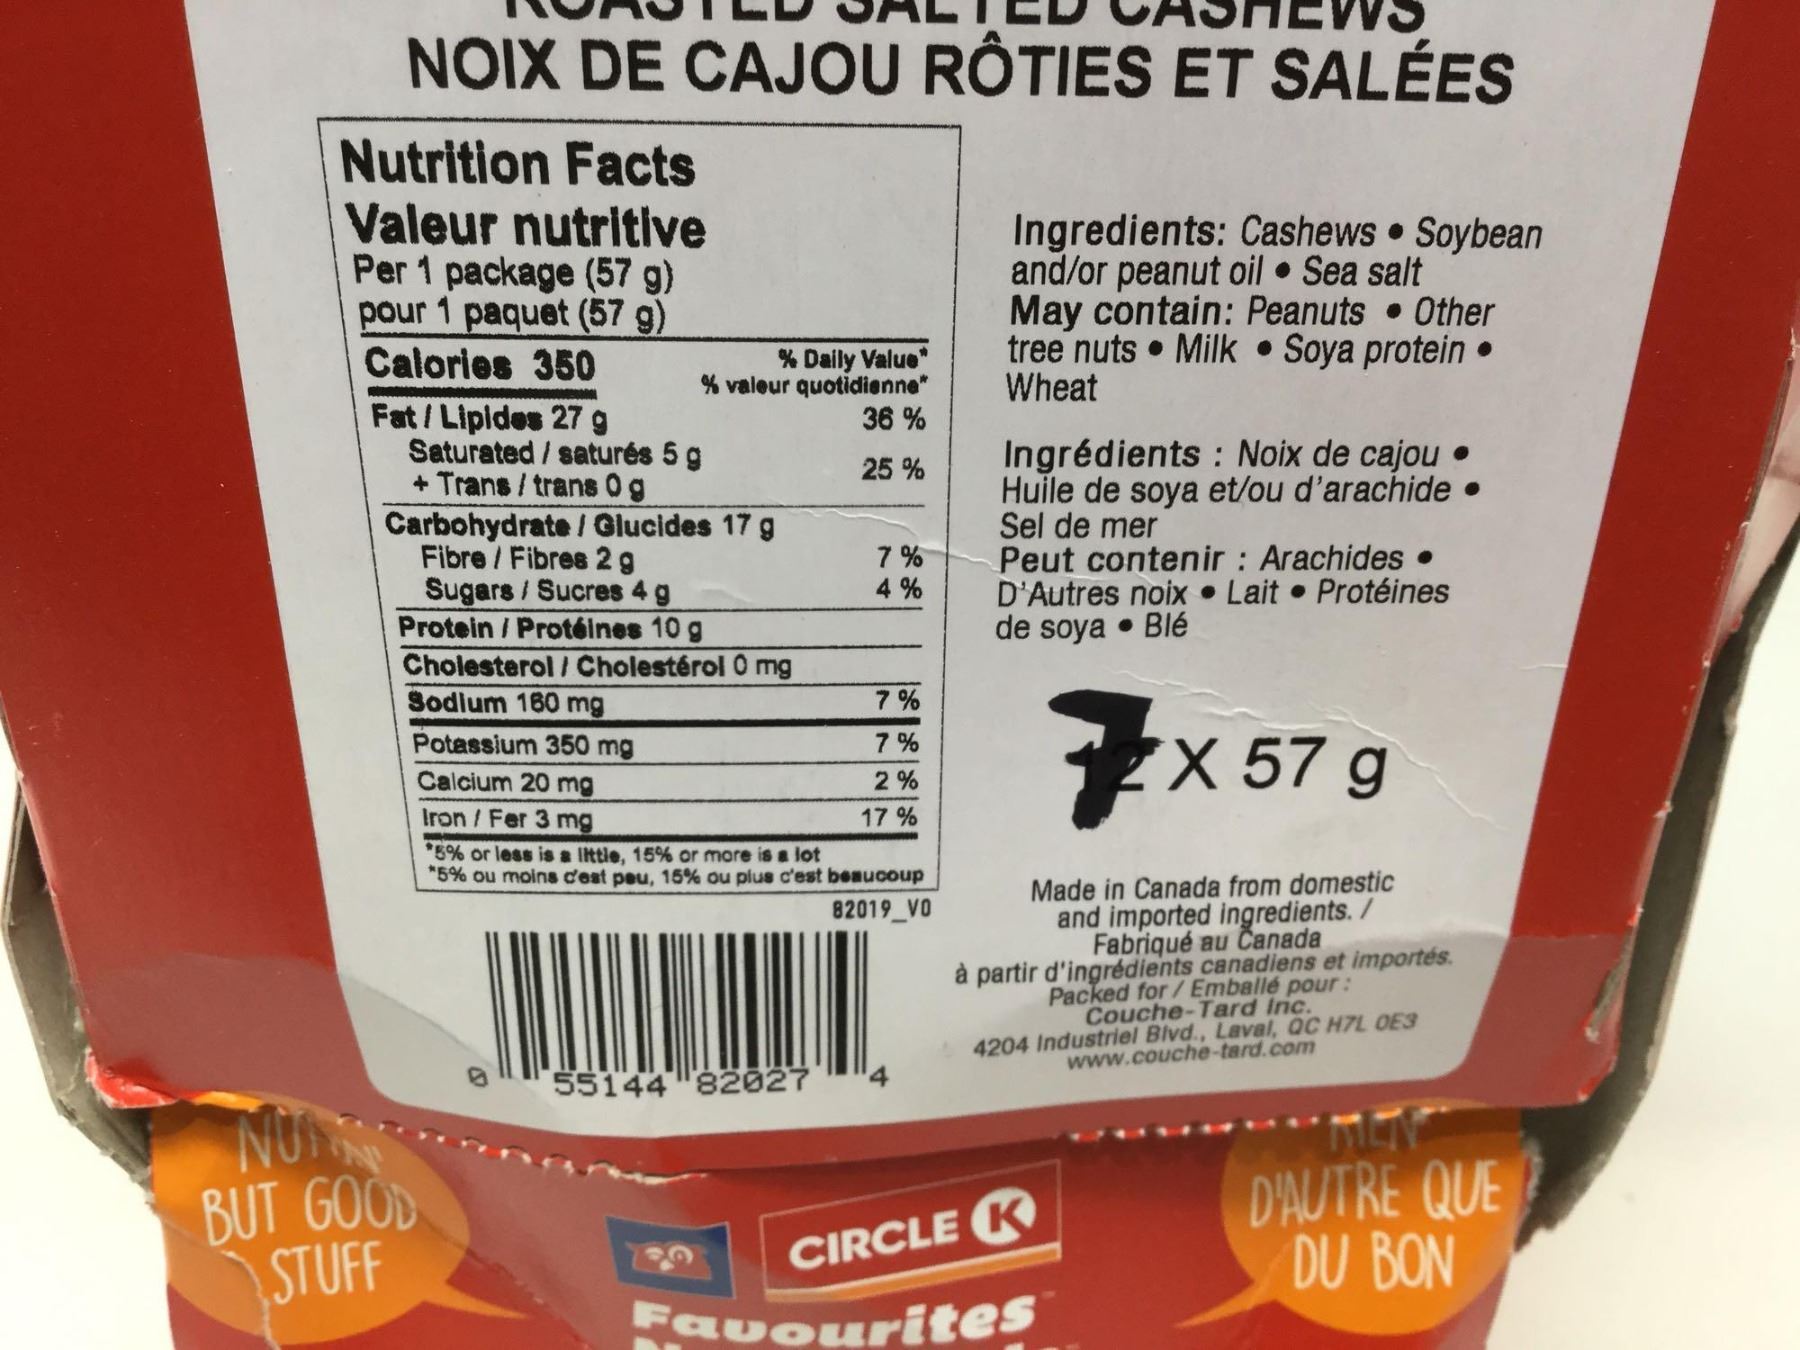 ROASTED SALTED CASHEWS
NOIX DE CAJOU RÔTIES ET SALÉES
Nutrition Facts
Valeur nutritive
Per 1 package (57 g)
pour 1 paquet (57 g)
Calories 350
% Daily Value*
% valeur quotidienne*
Fat / Lipides 27 g 36 %
Saturated / saturés 5 g
+ Trans / trans 0 g 25 %
Carbohydrate / Glucides 17 g
Fibre / Fibres 2 g 7 %
Sugars / Sucres 4 g 4 %
Protein / Protéines 10 g
Cholesterol / Cholestérol 0 mg
Sodium 160 mg 7 %
Potassium 350 mg 7 %
Calcium 20 mg 2 %
Iron / Fer 3 mg 17 %
*5% or less is a little, 15% or more is a lot
*5% ou moins c'est peu, 15% ou plus c'est beaucoup
82019_V0
0 55144 82027 4
Ingredients: Cashews • Soybean
and/or peanut oil • Sea salt
May contain: Peanuts • Other
tree nuts • Milk • Soya protein •
Wheat
Ingrédients : Noix de cajou •
Huile de soya et/ou d'arachide •
Sel de mer
Peut contenir : Arachides •
D'Autres noix • Lait • Protéines
de soya • Blé
7
12 X 57 g
Made in Canada from domestic
and imported ingredients. /
Fabriqué au Canada
à partir d'ingrédients canadiens et importés.
Packed for / Emballé pour :
Couche-Tard Inc.
4204 Industriel Blvd., Laval, QC H7L 0E3
www.couche-tard.com
BUT GOOD
STUFF
CIRCLE K
Favourites
RIEN
D'AUTRE QUE
DU BON